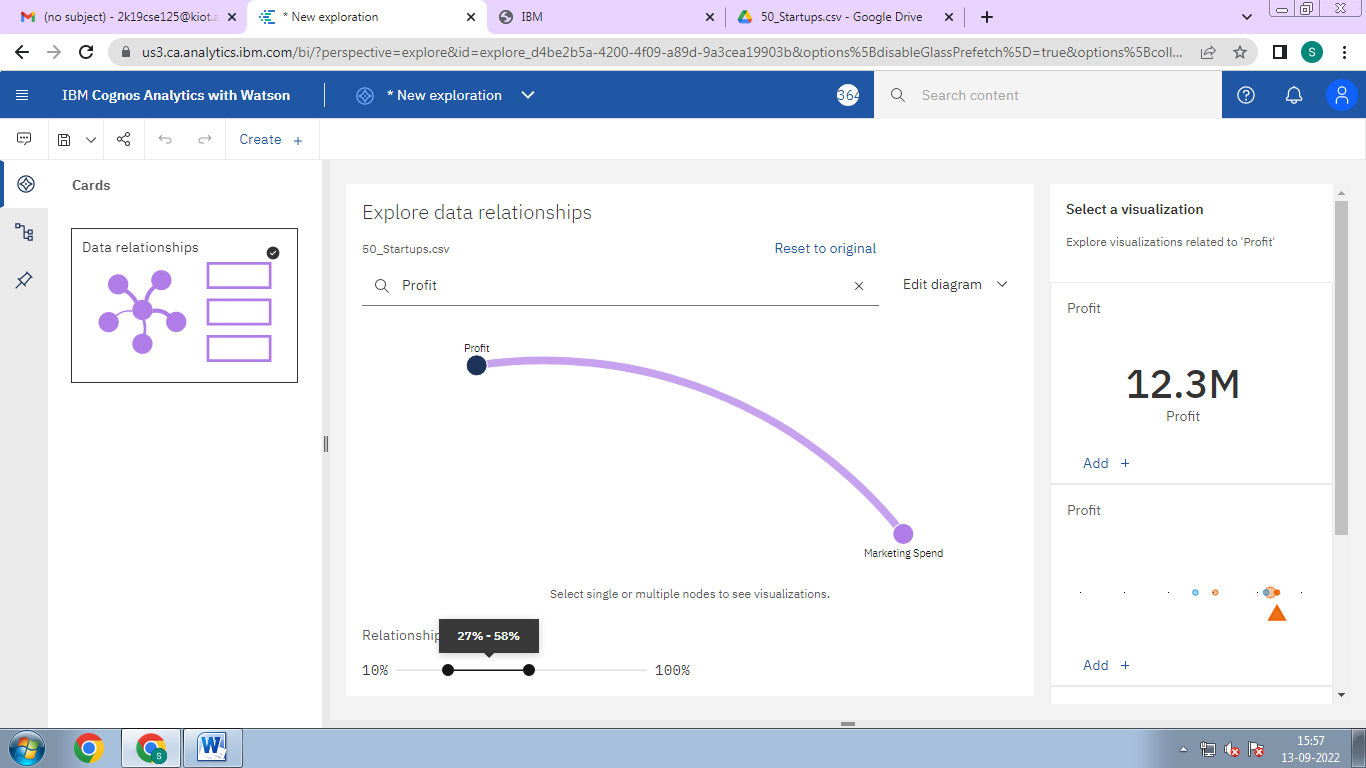 (no subject) - 2k19cse125@kiot.a
* New exploration
IBM
50_Startups.csv - Google Drive
us3.ca.analytics.ibm.com/bi/?perspective=explore&id=explore_d4be2b5a-4200-4f09-a89d-9a3cea19903b&options%5BdisableGlassPrefetch%5D=true&options%5Bcoll...
S
IBM Cognos Analytics with Watson
* New exploration
364
Search content
Create +
Cards
Data relationships
Explore data relationships
50_Startups.csv
Reset to original
Profit
Edit diagram
Profit
Marketing Spend
Select single or multiple nodes to see visualizations.
Relationship
27% - 58%
10%
100%
Select a visualization
Explore visualizations related to 'Profit'
Profit
12.3M
Profit
Add +
Profit
Add +
S
W
15:57
13-09-2022